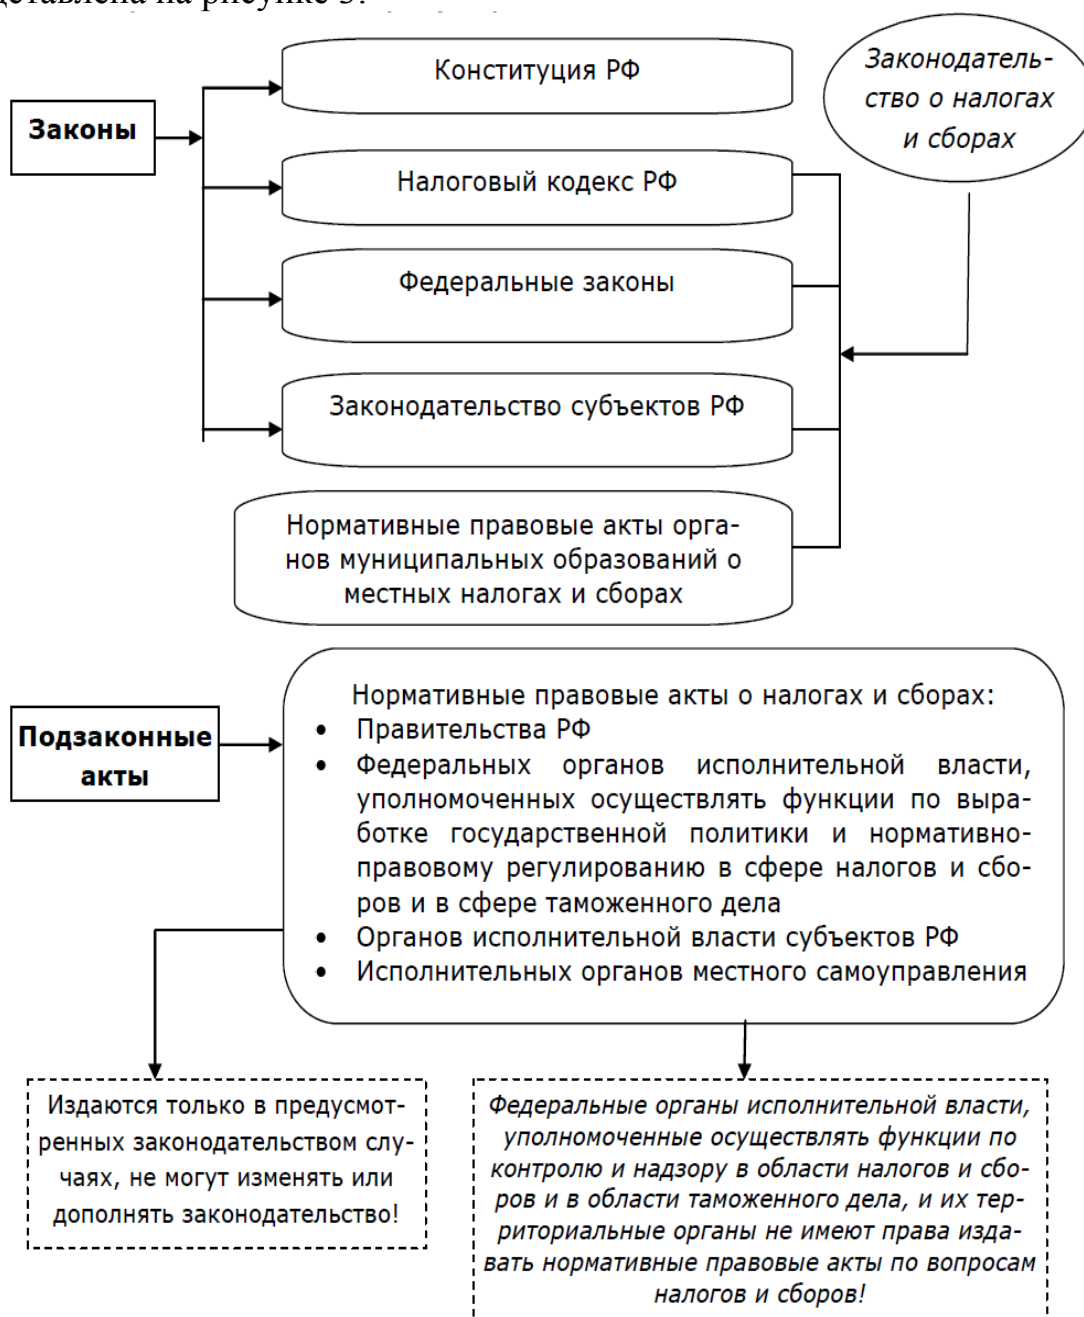 дставлена на рисунке 3.
Конституция РФ
Законодатель-
ство о налогах
и сборах
Законы
Налоговый кодекс РФ
Федеральные законы
Законодательство субъектов РФ
Нормативные правовые акты орга-
нов муниципальных образований о
местных налогах и сборах
Подзаконные
акты
Нормативные правовые акты о налогах и сборах:
• Правительства РФ
• Федеральных органов исполнительной власти,
уполномоченных осуществлять функции по выра-
ботке государственной политики и нормативно-
правовому регулированию в сфере налогов и сбо-
ров и в сфере таможенного дела
• Органов исполнительной власти субъектов РФ
• Исполнительных органов местного самоуправления
Издаются только в предусмот-
ренных законодательством слу-
чаях, не могут изменять или
дополнять законодательство!
Федеральные органы исполнительной власти,
уполномоченные осуществлять функции по
контролю и надзору в области налогов и сбо-
ров и в области таможенного дела, и их тер-
риториальные органы не имеют права изда-
вать нормативные правовые акты по вопросам
налогов и сборов!